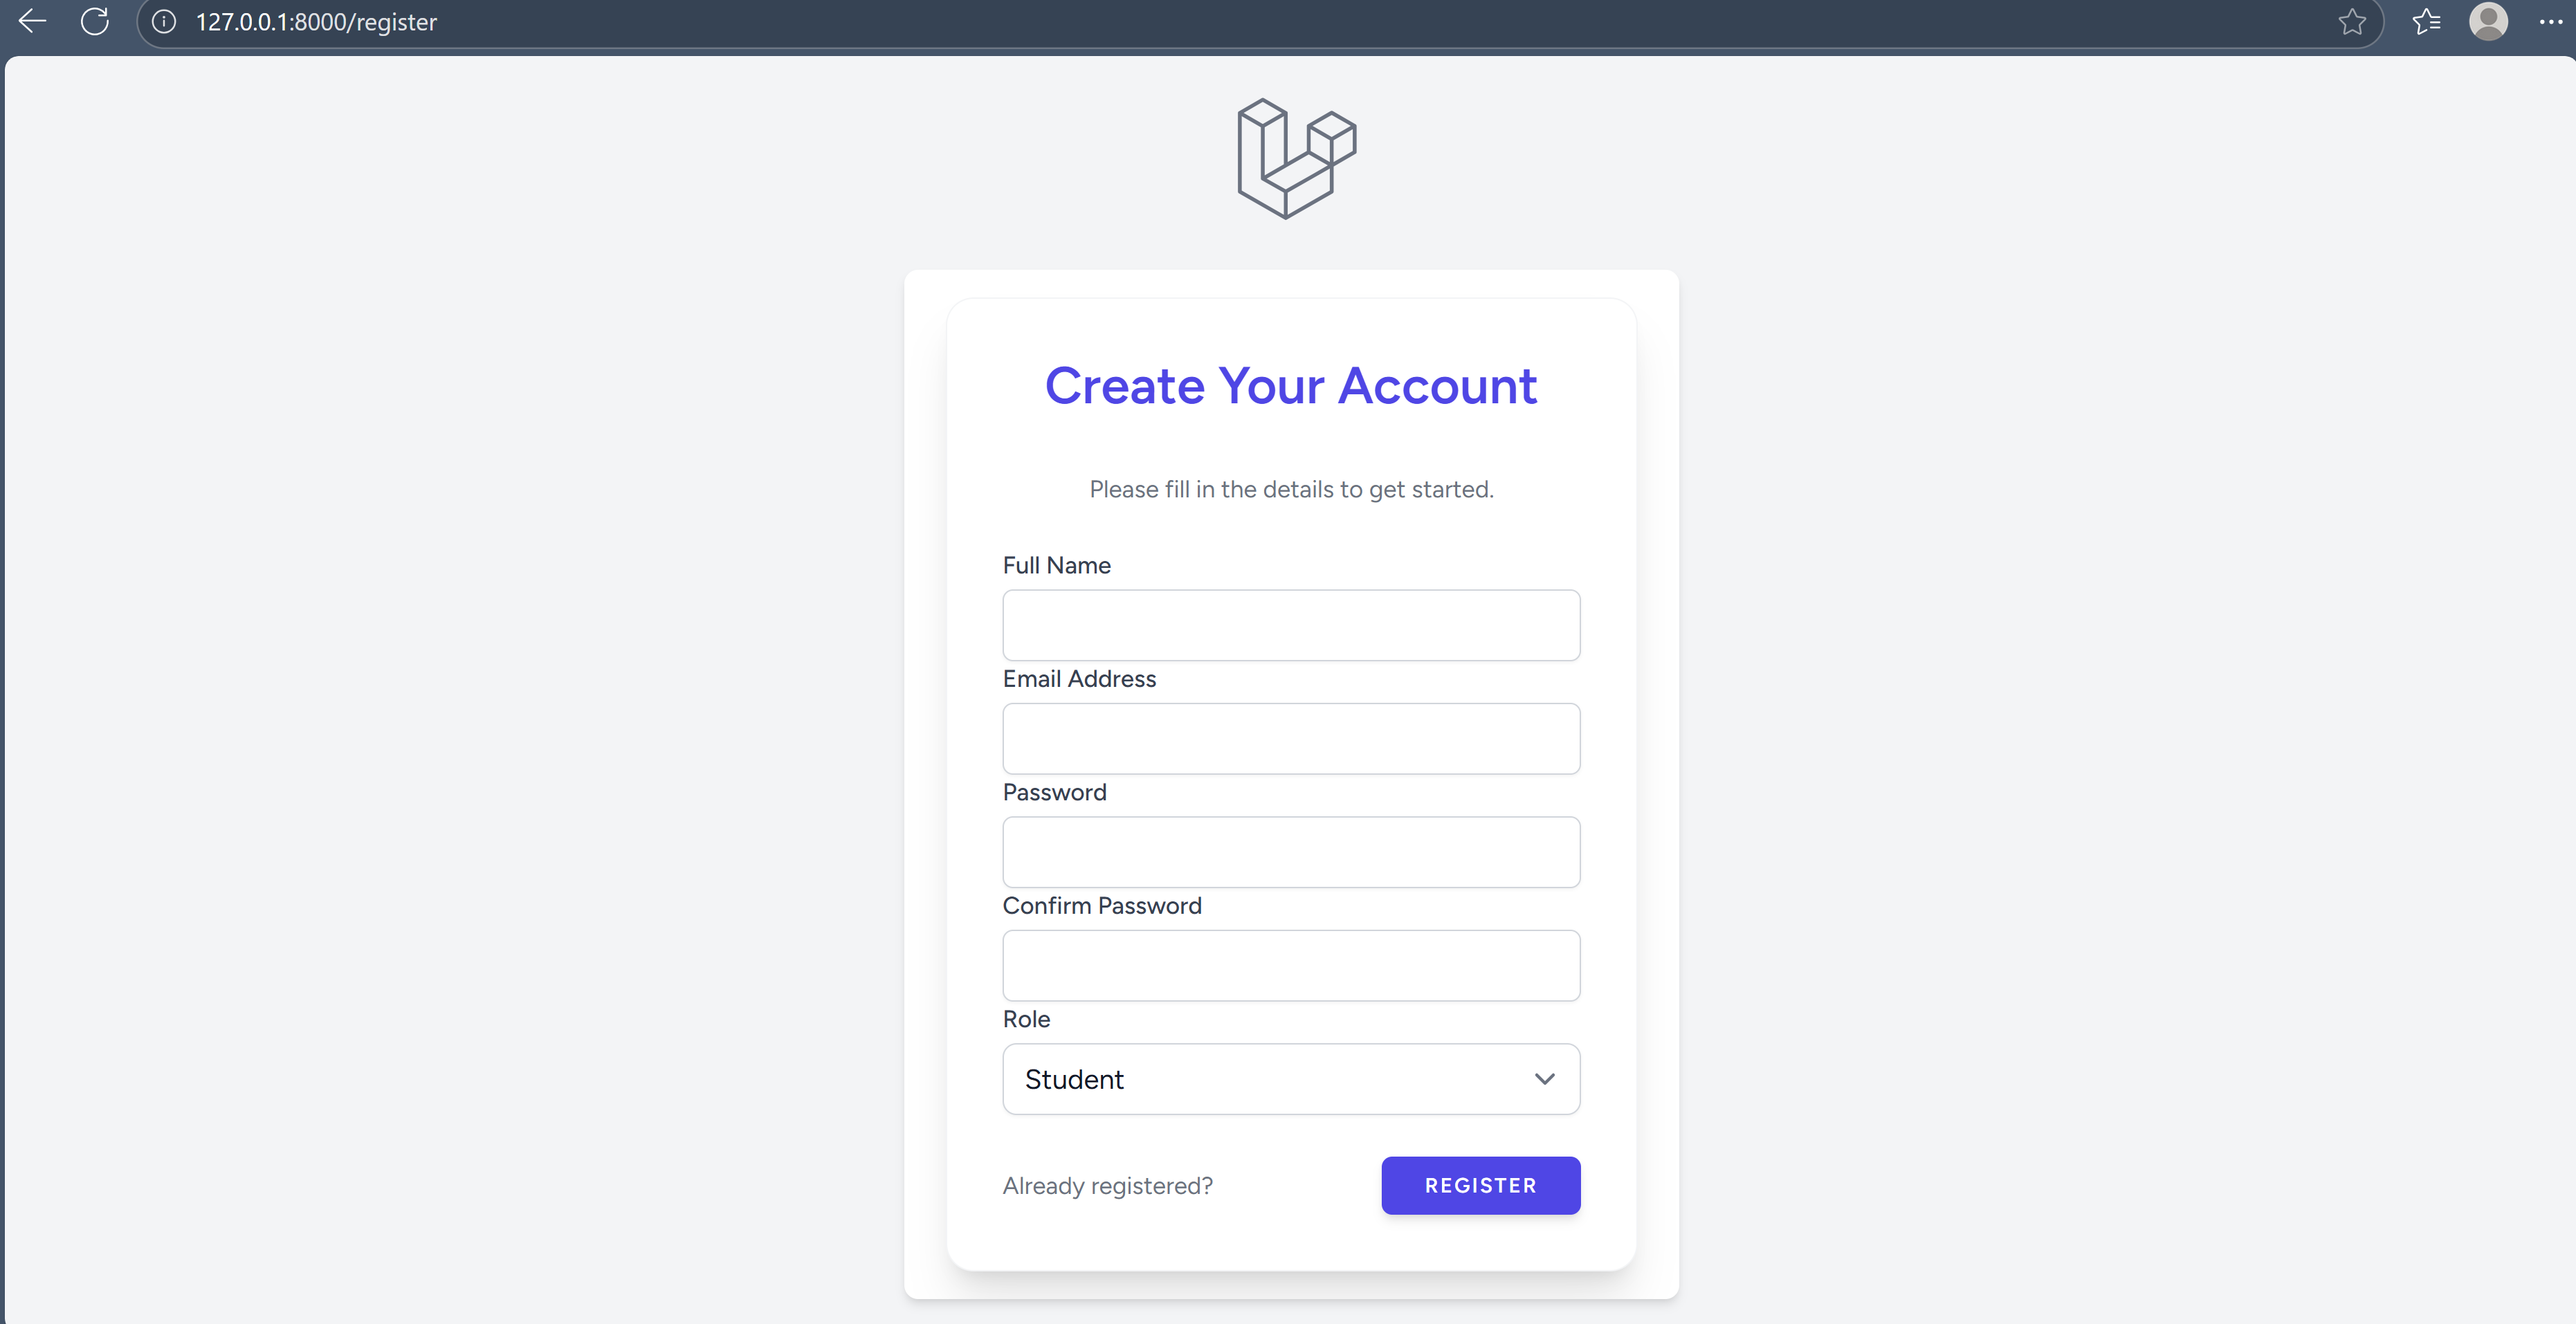 127.0.0.1:8000/register
Create Your Account
Please fill in the details to get started.
Full Name
Email Address
Password
Confirm Password
Role
Student
Already registered?
REGISTER